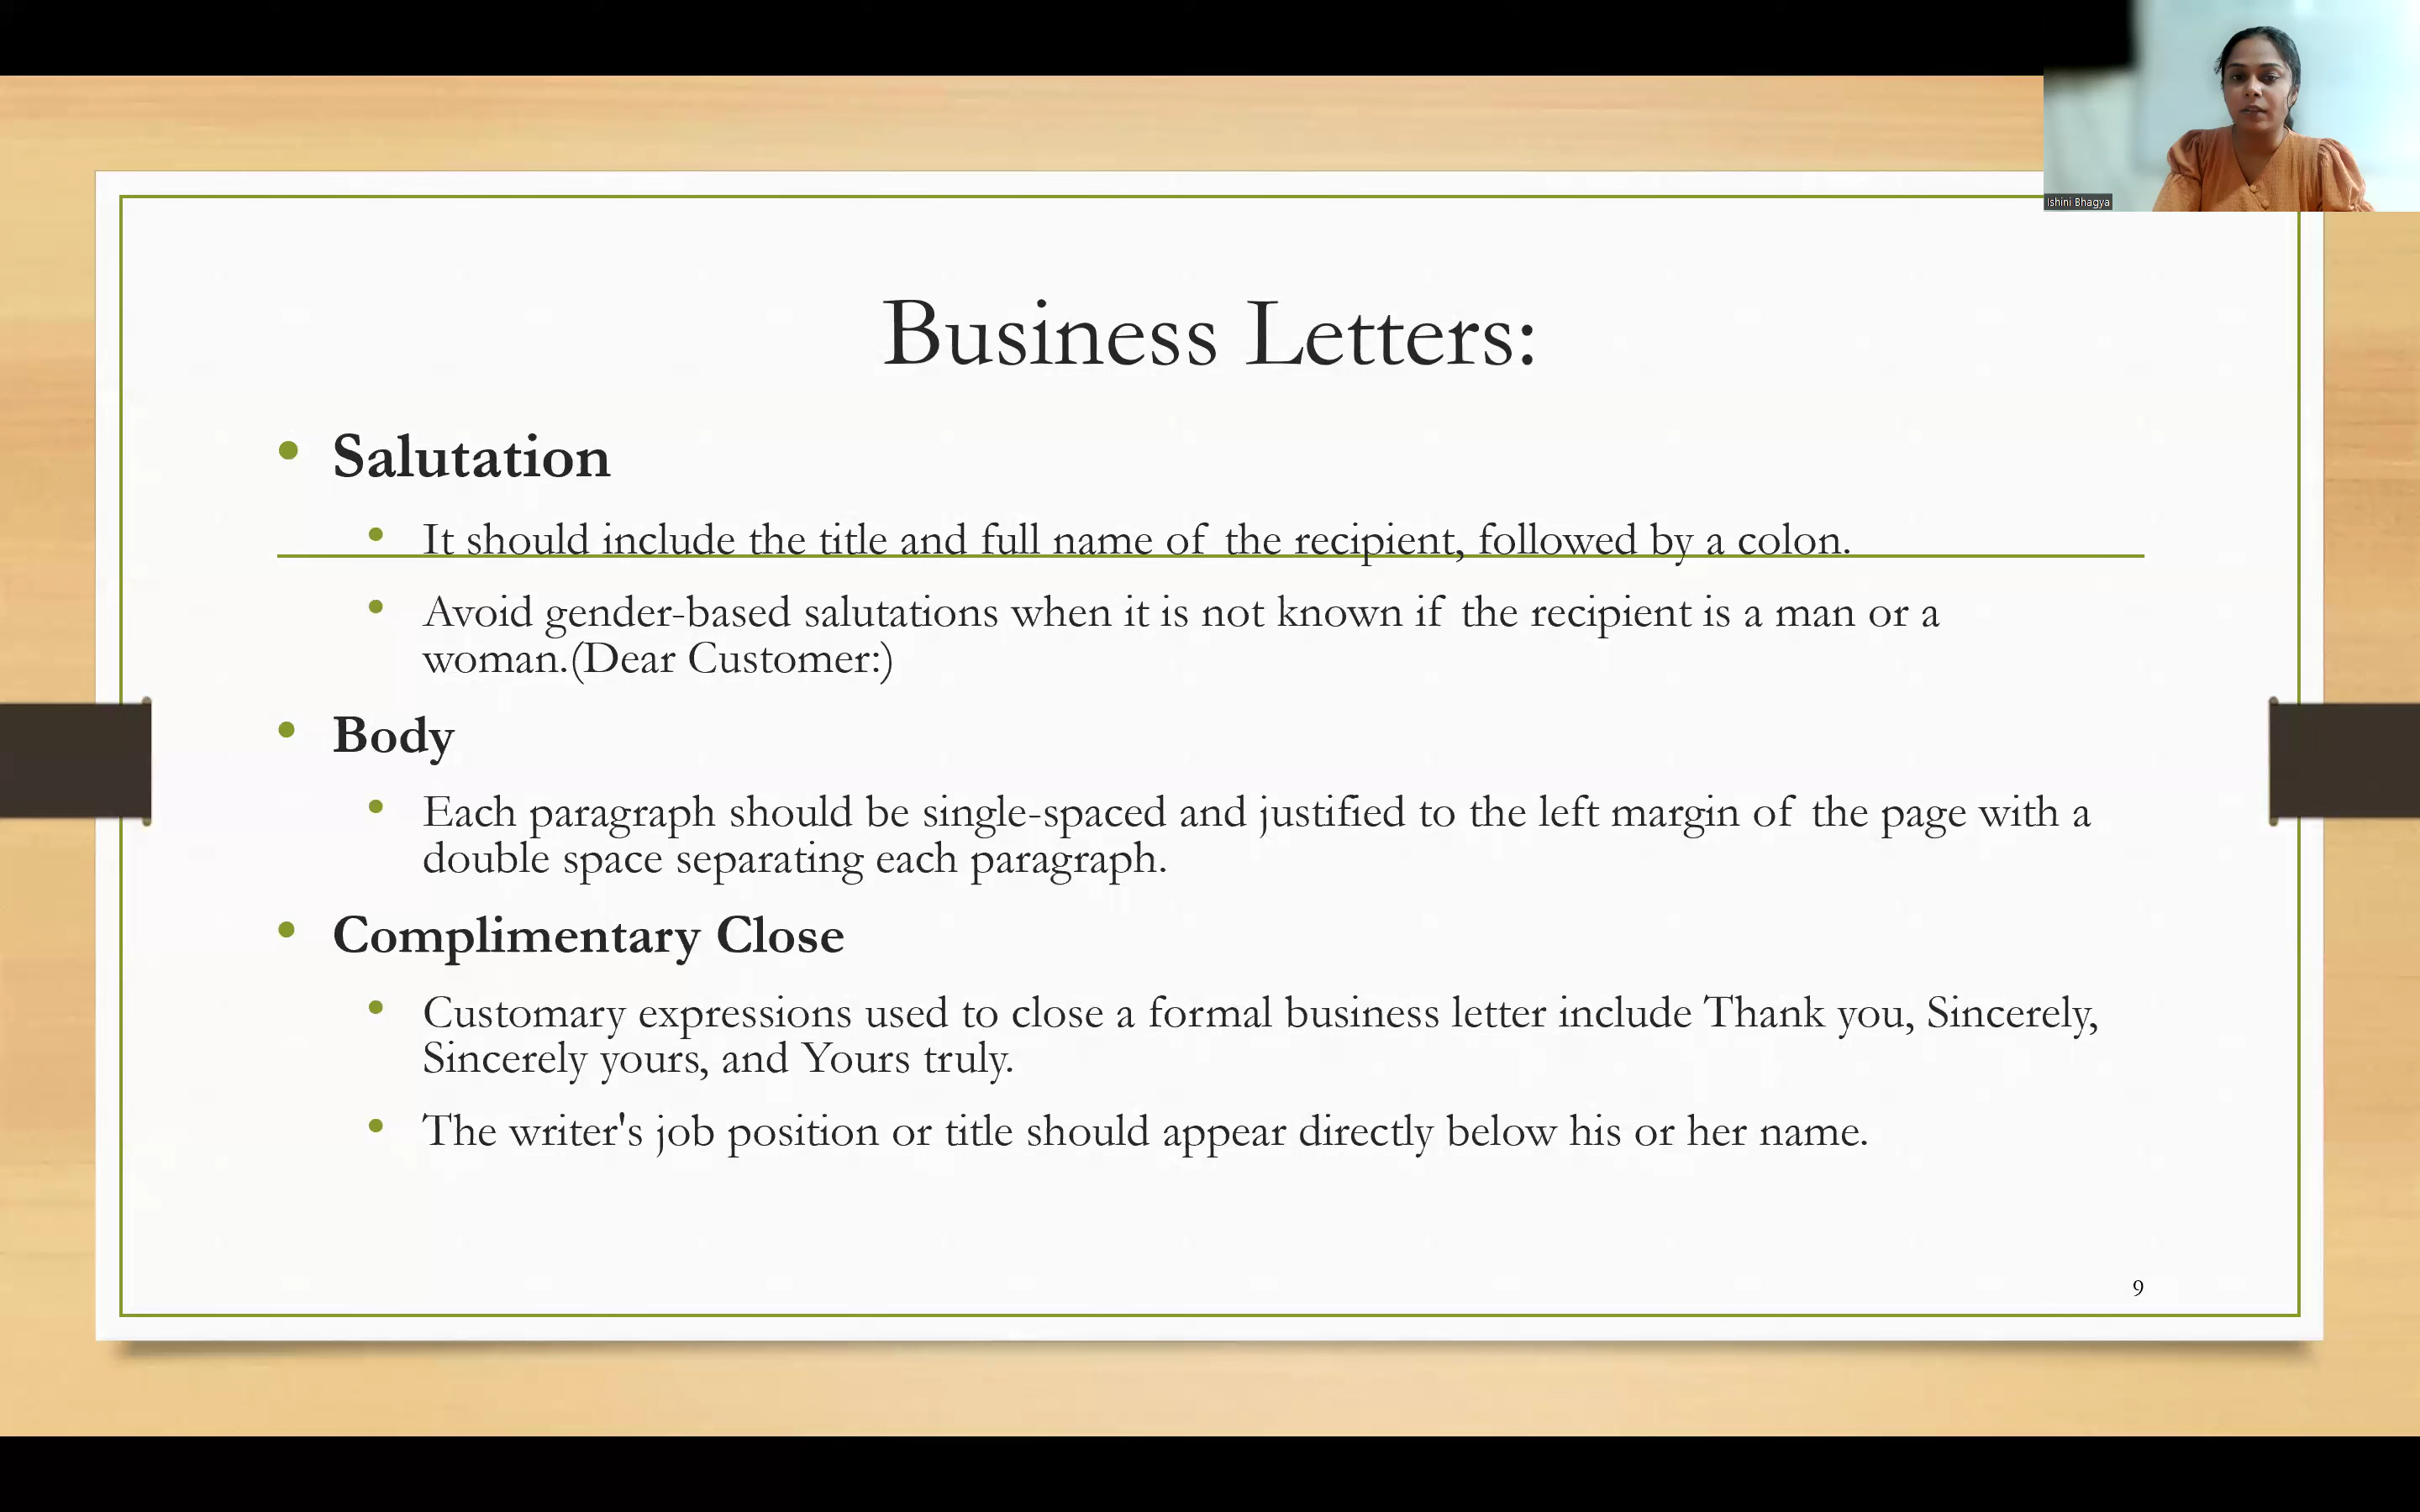 Ishini Bhagya
Business Letters:
• Salutation
• It should include the title and full name of the recipient, followed by a colon.
• Avoid gender-based salutations when it is not known if the recipient is a man or a
woman.(Dear Customer:)
• Body
• Each paragraph should be single-spaced and justified to the left margin of the page with a
double space separating each paragraph.
• Complimentary Close
• Customary expressions used to close a formal business letter include Thank you, Sincerely,
Sincerely yours, and Yours truly.
• The writer's job position or title should appear directly below his or her name.
9